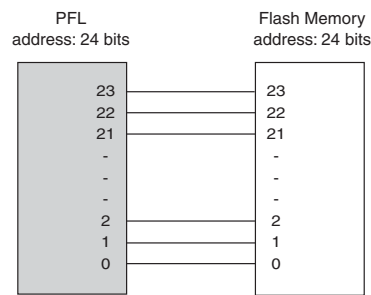 PFL
address: 24 bits
Flash Memory
address: 24 bits
23 23
22 22
21 21
- -
- -
- -
2 2
1 1
0 0